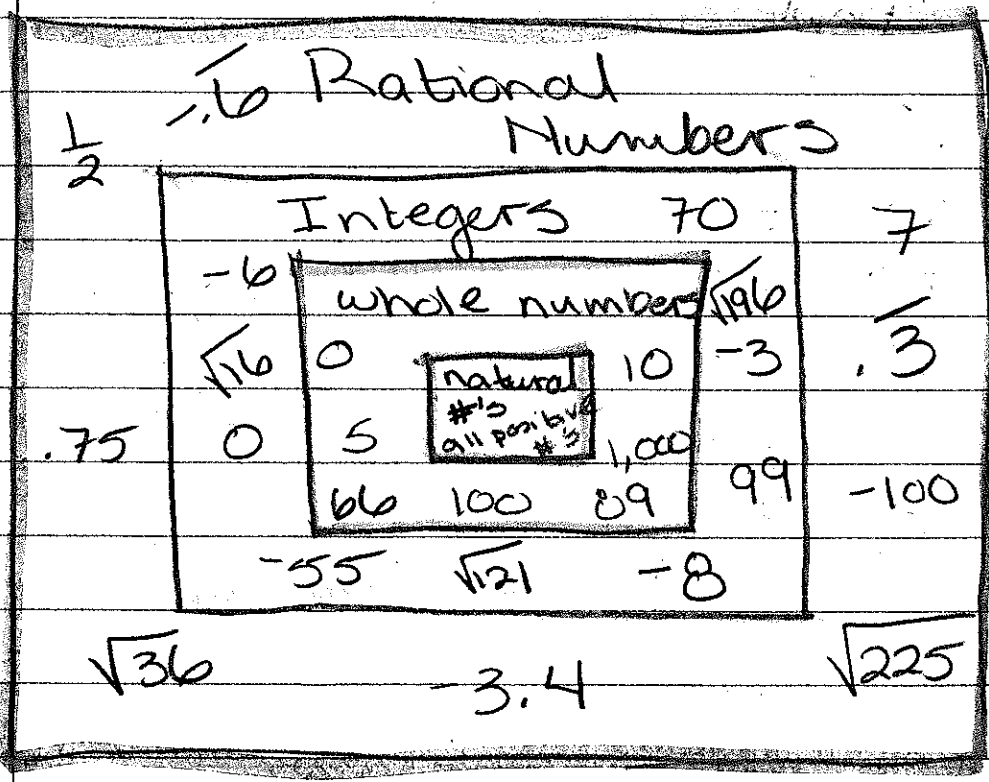 -.6̅ Rational
1/2 Numbers
Integers 70 7
-6 whole numbers √196
√16 0 natural 10 -3 .3̅
#'s
.75 0 5 all positive 1,000
#'s
66 100 89 99 -100
-55 √121 -8
√36 -3.4 √225